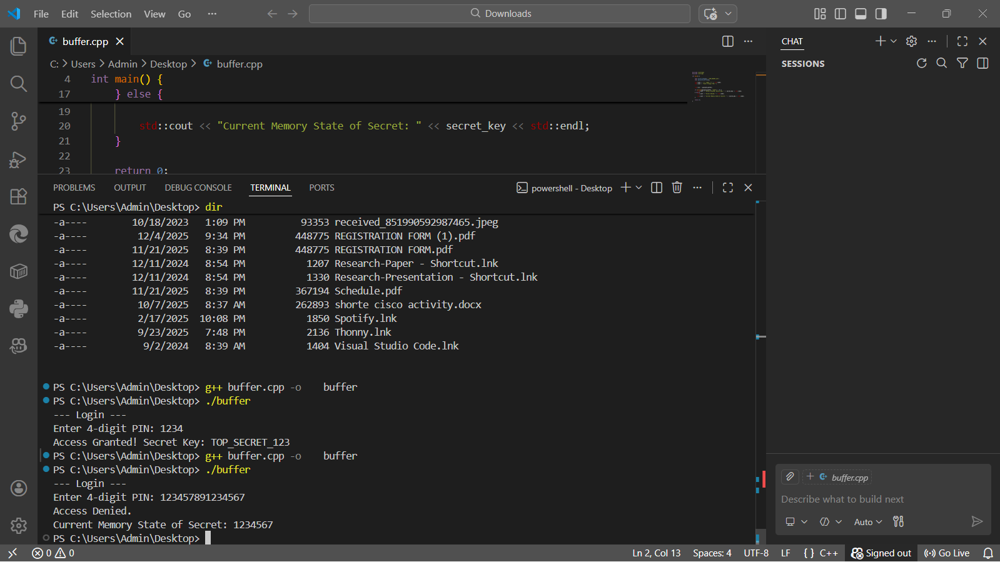 File Edit Selection View Go ··· Downloads
buffer.cpp
C: > Users > Admin > Desktop > buffer.cpp
4 int main() {
17 } else {
19
20 std::cout << "Current Memory State of Secret: " << secret_key << std::endl;
21 }
22
23 return 0;
PROBLEMS OUTPUT DEBUG CONSOLE TERMINAL PORTS powershell - Desktop
PS C:\Users\Admin\Desktop> dir
-a---- 10/18/2023 1:09 PM 93353 received_851990592987465.jpeg
-a---- 12/4/2025 9:34 PM 448775 REGISTRATION FORM (1).pdf
-a---- 11/21/2025 8:39 PM 448775 REGISTRATION FORM.pdf
-a---- 12/11/2024 8:54 PM 1207 Research-Paper - Shortcut.lnk
-a---- 12/11/2024 8:54 PM 1330 Research-Presentation - Shortcut.lnk
-a---- 11/21/2025 8:39 PM 367194 Schedule.pdf
-a---- 10/7/2025 8:37 AM 262893 shorte cisco activity.docx
-a---- 2/17/2025 10:08 PM 1850 Spotify.lnk
-a---- 9/23/2025 7:48 PM 2136 Thonny.lnk
-a---- 9/2/2024 8:39 AM 1404 Visual Studio Code.lnk
PS C:\Users\Admin\Desktop> g++ buffer.cpp -o buffer
PS C:\Users\Admin\Desktop> ./buffer
--- Login ---
Enter 4-digit PIN: 1234
Access Granted! Secret Key: TOP_SECRET_123
PS C:\Users\Admin\Desktop> g++ buffer.cpp -o buffer
PS C:\Users\Admin\Desktop> ./buffer
--- Login ---
Enter 4-digit PIN: 123457891234567
Access Denied.
Current Memory State of Secret: 1234567
PS C:\Users\Admin\Desktop>
CHAT
SESSIONS
buffer.cpp
Describe what to build next
Auto
0 0 Ln 2, Col 13 Spaces: 4 UTF-8 LF {} C++ Signed out Go Live